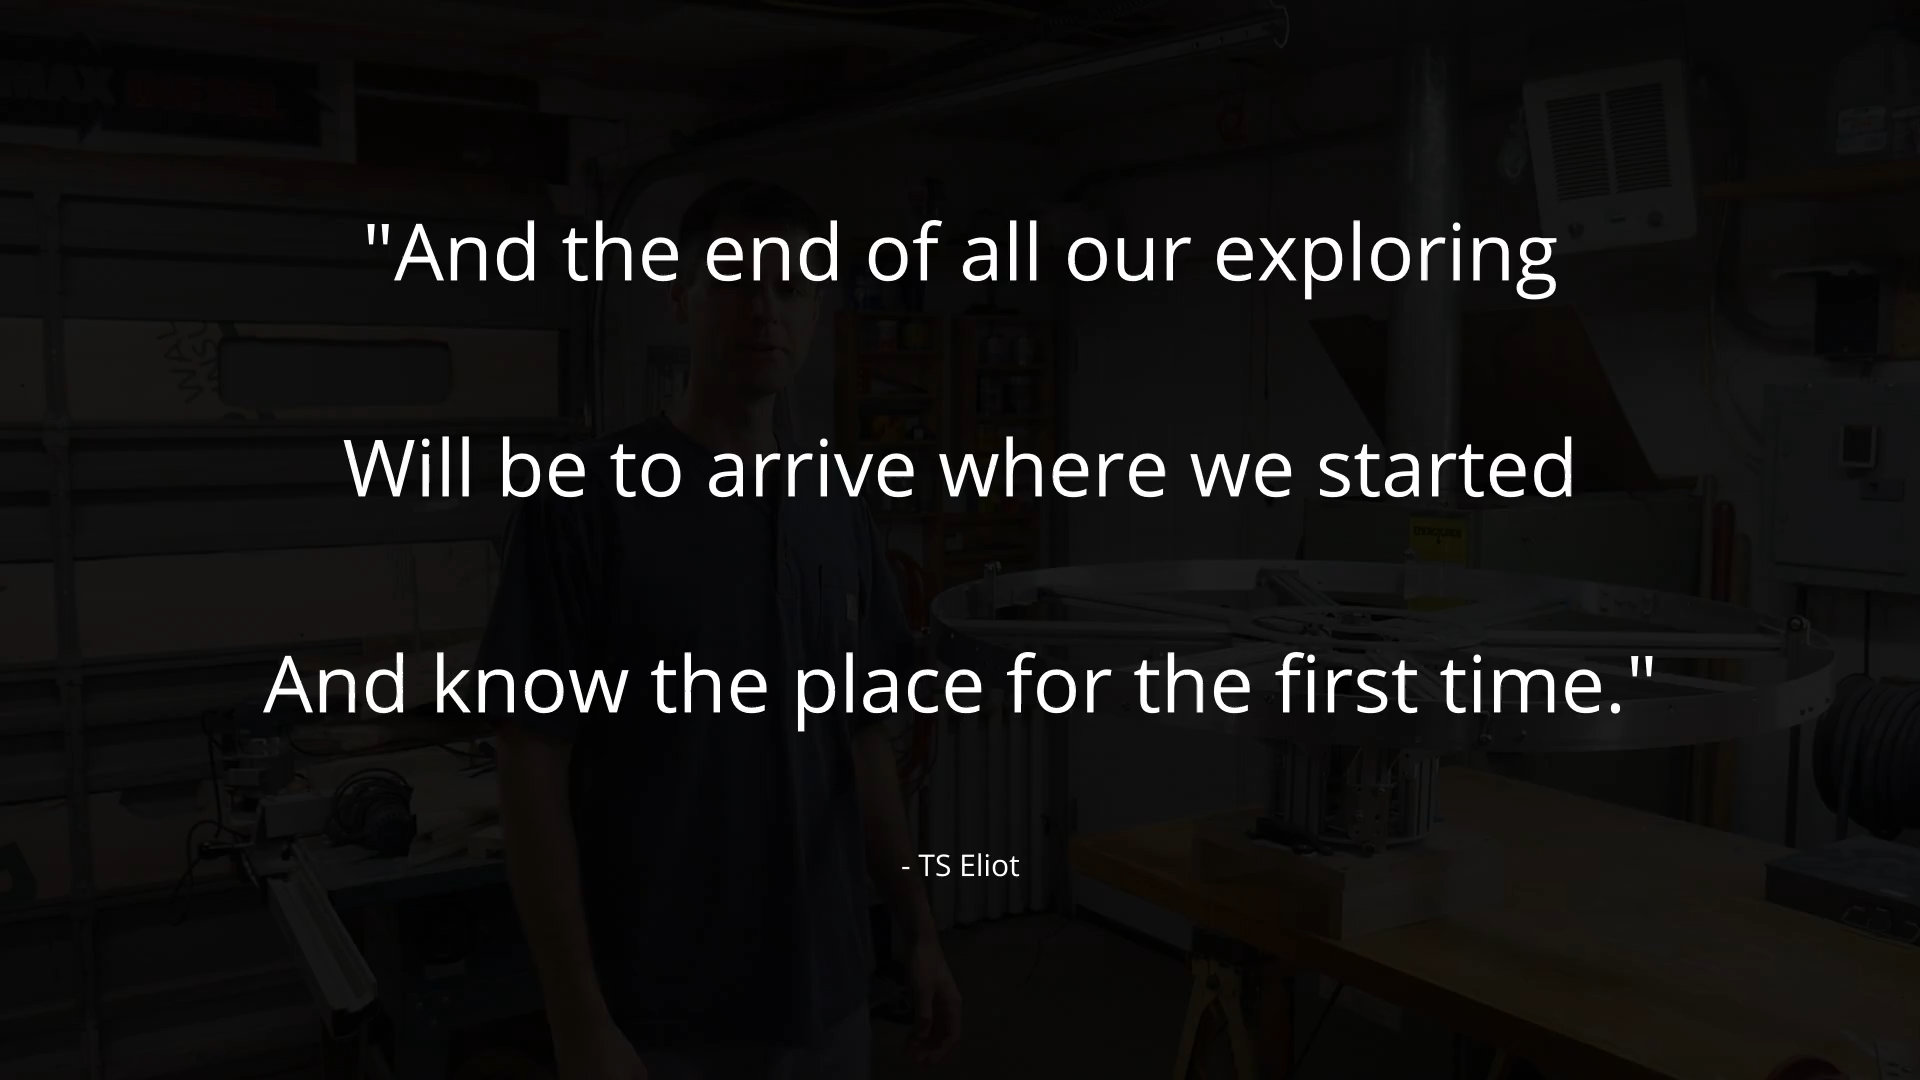 "And the end of all our exploring
Will be to arrive where we started
And know the place for the first time."
- TS Eliot